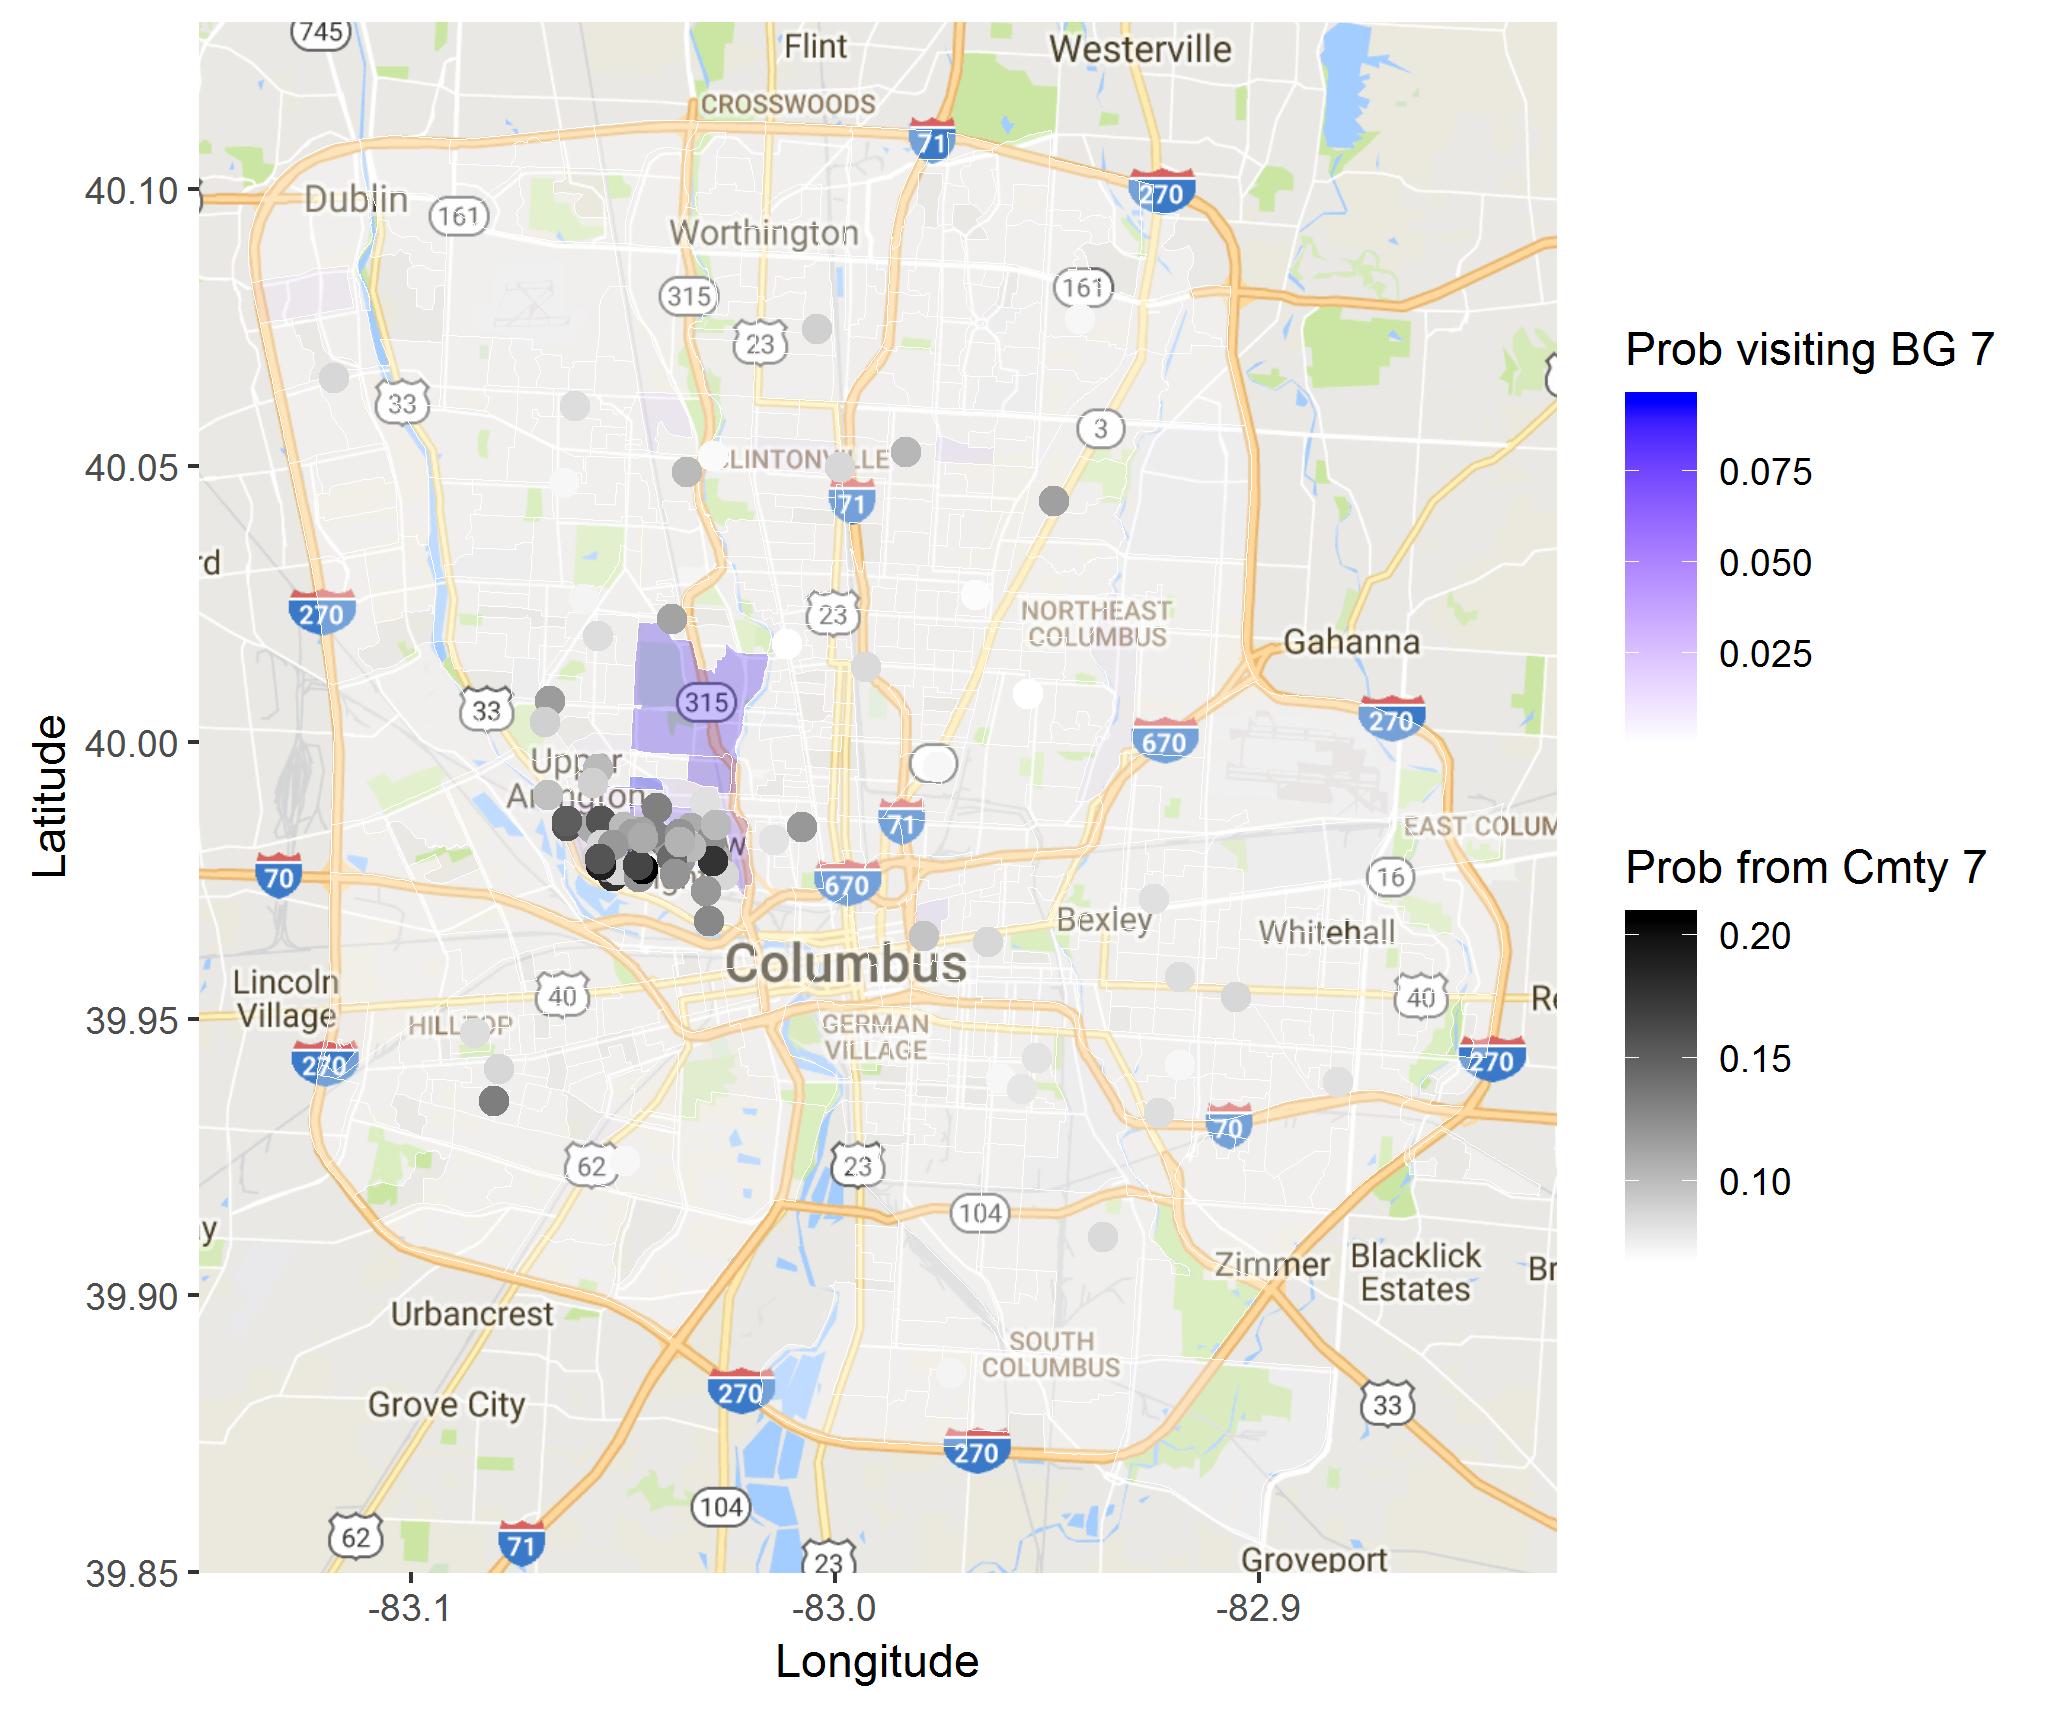 745
Flint
Westerville
CROSSWOODS
71
270
40.10
Dublin
161
Worthington
315
161
23
Prob visiting BG 7
33
3
0.075
40.05
CLINTONVILLE
71
0.050
rd
270
23
NORTHEAST
COLUMBUS
Gahanna
0.025
33
315
270
40.00
670
Upper
Arlington
71
EAST COLUM
Prob from Cmty 7
70
670
16
Bexley
Whitehall
0.20
Columbus
Lincoln
Village
40
40
Re
39.95
HILLTOP
GERMAN
VILLAGE
270
270
0.15
70
62
23
0.10
104
ay
Zimmer
Blacklick
Estates
Br
39.90
Urbancrest
SOUTH
COLUMBUS
270
Grove City
33
270
104
62
71
23
Groveport
39.85
-83.1
-83.0
-82.9
Latitude
Longitude